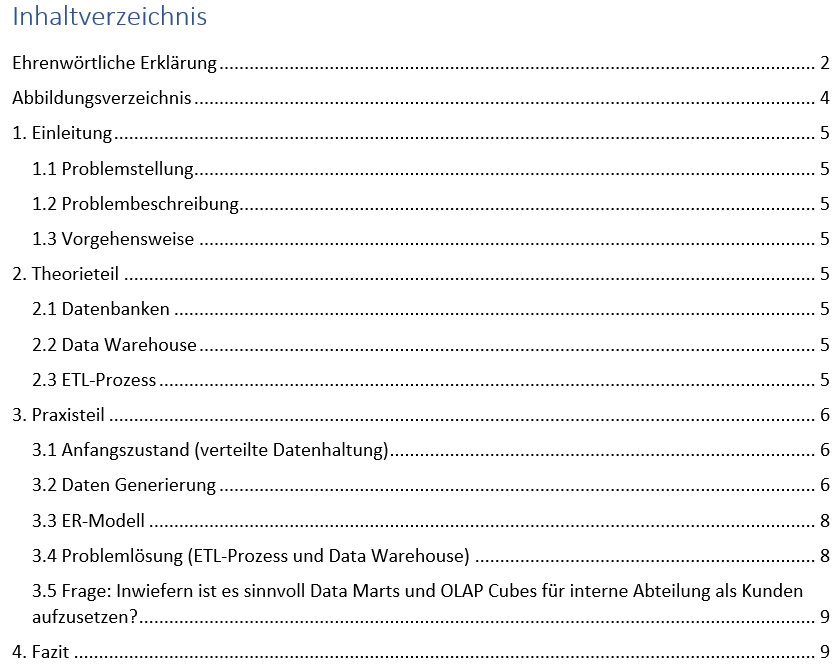 Inhaltverzeichnis
Ehrenwörtliche Erklärung 2
Abbildungsverzeichnis 4
1. Einleitung 5
1.1 Problemstellung 5
1.2 Problembeschreibung 5
1.3 Vorgehensweise 5
2. Theorieteil 5
2.1 Datenbanken 5
2.2 Data Warehouse 5
2.3 ETL-Prozess 5
3. Praxisteil 6
3.1 Anfangszustand (verteilte Datenhaltung) 6
3.2 Daten Generierung 6
3.3 ER-Modell 8
3.4 Problemlösung (ETL-Prozess und Data Warehouse) 8
3.5 Frage: Inwiefern ist es sinnvoll Data Marts und OLAP Cubes für interne Abteilung als Kunden
aufzusetzen? 9
4. Fazit 9